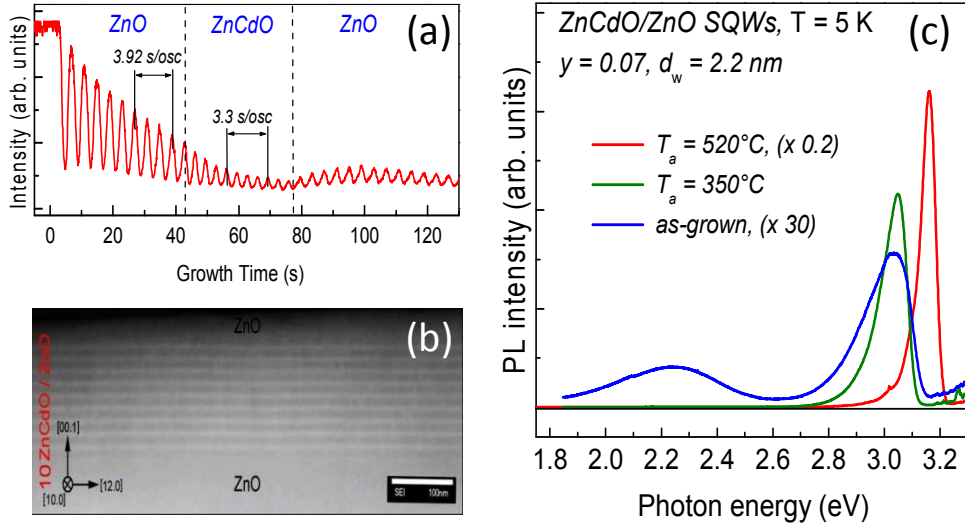 ZnO ZnCdO ZnO (a)
3.92 s/osc
3.3 s/osc
Intensity (arb. units)
0 20 40 60 80 100 120
Growth Time (s)
ZnO (b)
10 ZnCdO / ZnO
[00.1]
[10.0] [12.0]
ZnO
SEI 100nm
ZnCdO/ZnO SQWs, T = 5 K (c)
y = 0.07, d_w = 2.2 nm
T_a = 520°C, (x 0.2)
T_a = 350°C
as-grown, (x 30)
PL intensity (arb. units)
1.8 2.0 2.2 2.4 2.6 2.8 3.0 3.2
Photon energy (eV)